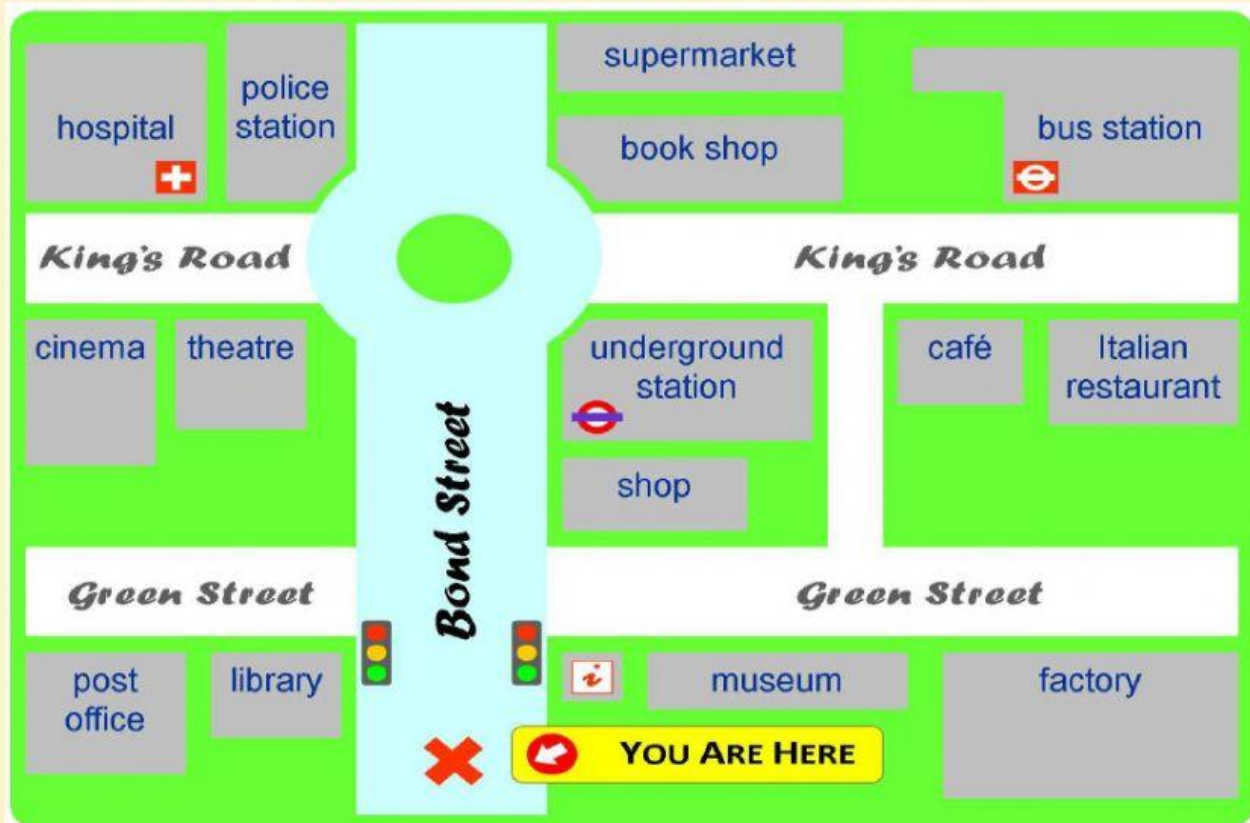 hospital
police
station
supermarket
book shop
bus station
King's Road
King's Road
cinema
theatre
underground
station
café
Italian
restaurant
Bond Street
shop
Green Street
Green Street
post
office
library
i
museum
factory
YOU ARE HERE